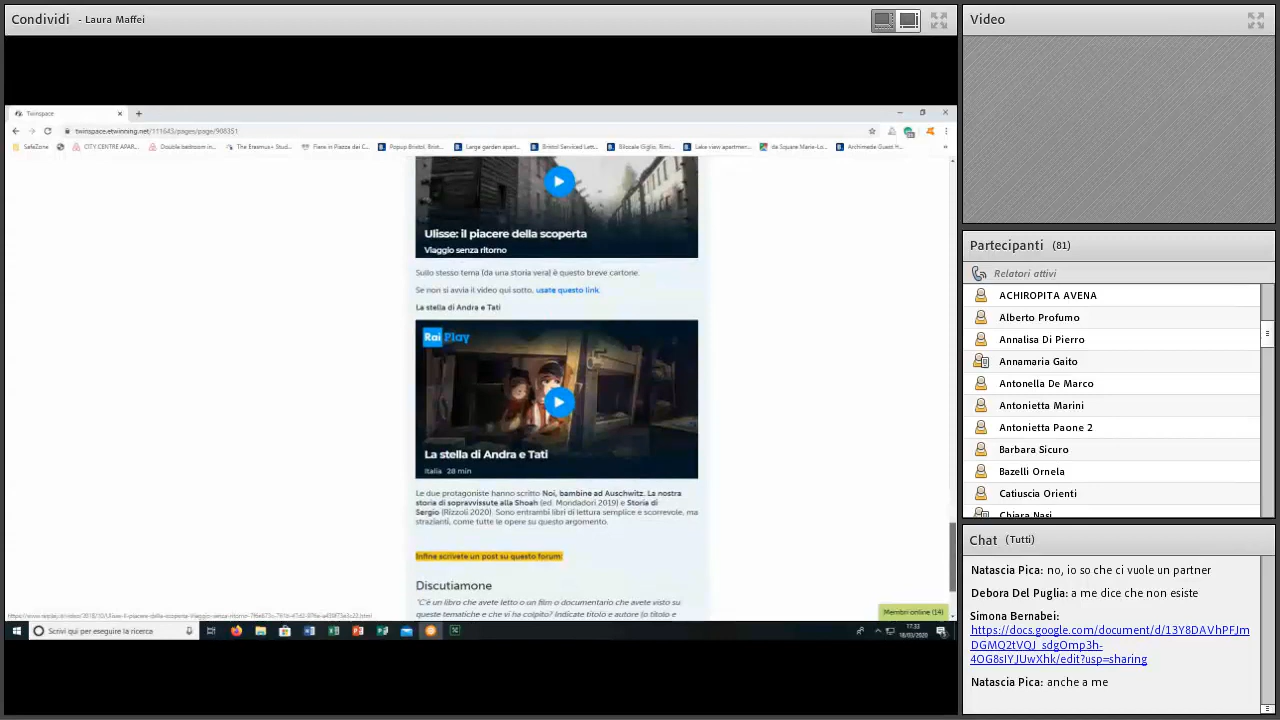 Condividi - Laura Maffei
Twinspace
twinspace.etwinning.net/111643/pages/page/908351
SafeZone
CITY CENTRE APAR...
Double bedroom in...
The Erasmus+ Stud...
Fiere in Piazza dai C...
Popup Bristol, Brist...
Large garden apart...
Bristol Serviced Lett...
Bilocale Giglio, Rimi...
Lake view apartmen...
da Square Marie-Lo...
Archimede Guest H...
Ulisse: il piacere della scoperta
Viaggio senza ritorno
Sullo stesso tema (da una storia vera) è questo breve cartone.
Se non si avvia il video qui sotto, usate questo link.
La stella di Andra e Tati
Rai Play
La stella di Andra e Tati
Italia 28 min
Le due protagoniste hanno scritto Noi, bambine ad Auschwitz. La nostra
storia di sopravvissute alla Shoah (ed. Mondadori 2019) e Storia di
Sergio (Rizzoli 2020). Sono entrambi libri di lettura semplice e scorrevole, ma
strazianti, come tutte le opere su questo argomento.
Infine scrivete un post su questo forum:
Discutiamone
"C'è un libro che avete letto o un film o documentario che avete visto su
queste tematiche e che vi ha colpito? Indicate titolo e autore (o titolo e
Membri online (14)
Scrivi qui per eseguire la ricerca
17:33
18/03/2020
Video
Partecipanti (81)
Relatori attivi
ACHIROPITA AVENA
Alberto Profumo
Annalisa Di Pierro
Annamaria Gaito
Antonella De Marco
Antonietta Marini
Antonietta Paone 2
Barbara Sicuro
Bazelli Ornela
Catiuscia Orienti
Chiara Nasi
Chat (Tutti)
Natascia Pica: no, io so che ci vuole un partner
Debora Del Puglia: a me dice che non esiste
Simona Bernabei:
https://docs.google.com/document/d/13Y8DAVhPFJm
DGMQ2tVQJ_sdgOmp3h-
4OG8sIYJUwXhk/edit?usp=sharing
Natascia Pica: anche a me